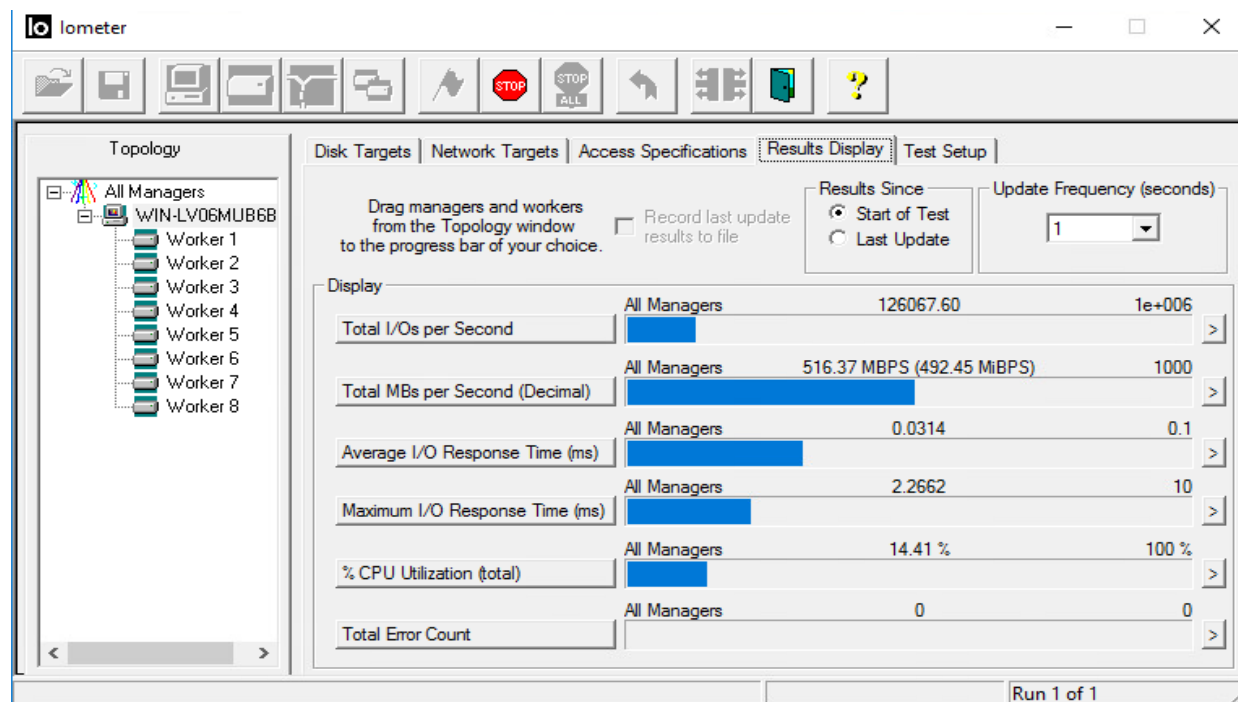 Io Iometer
STOP
STOP
ALL
?
Topology
All Managers
WIN-LV06MUB6B
Worker 1
Worker 2
Worker 3
Worker 4
Worker 5
Worker 6
Worker 7
Worker 8
Disk Targets Network Targets Access Specifications Results Display Test Setup
Drag managers and workers
from the Topology window
to the progress bar of your choice.
Record last update
results to file
Results Since
Start of Test
Last Update
Update Frequency (seconds)
1
Display
All Managers 126067.60 1e+006
Total I/Os per Second >
All Managers 516.37 MBPS (492.45 MiBPS) 1000
Total MBs per Second (Decimal) >
All Managers 0.0314 0.1
Average I/O Response Time (ms) >
All Managers 2.2662 10
Maximum I/O Response Time (ms) >
All Managers 14.41 % 100 %
% CPU Utilization (total) >
All Managers 0 0
Total Error Count >
Run 1 of 1